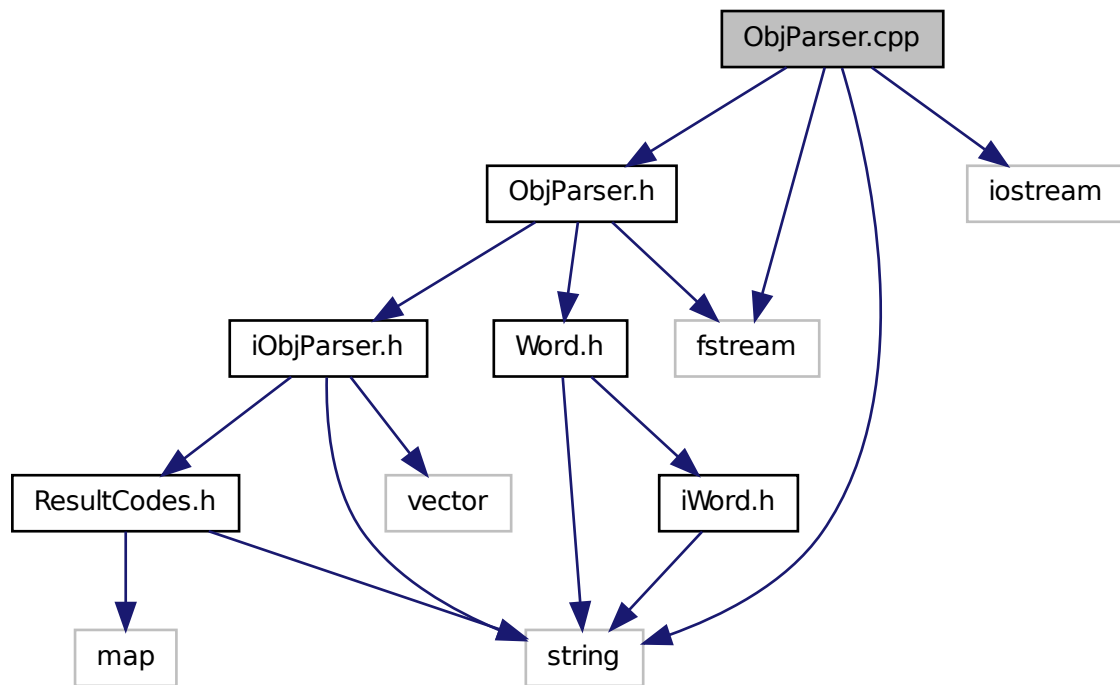 ObjParser.cpp
ObjParser.h
iostream
iObjParser.h
Word.h
fstream
ResultCodes.h
vector
iWord.h
map
string